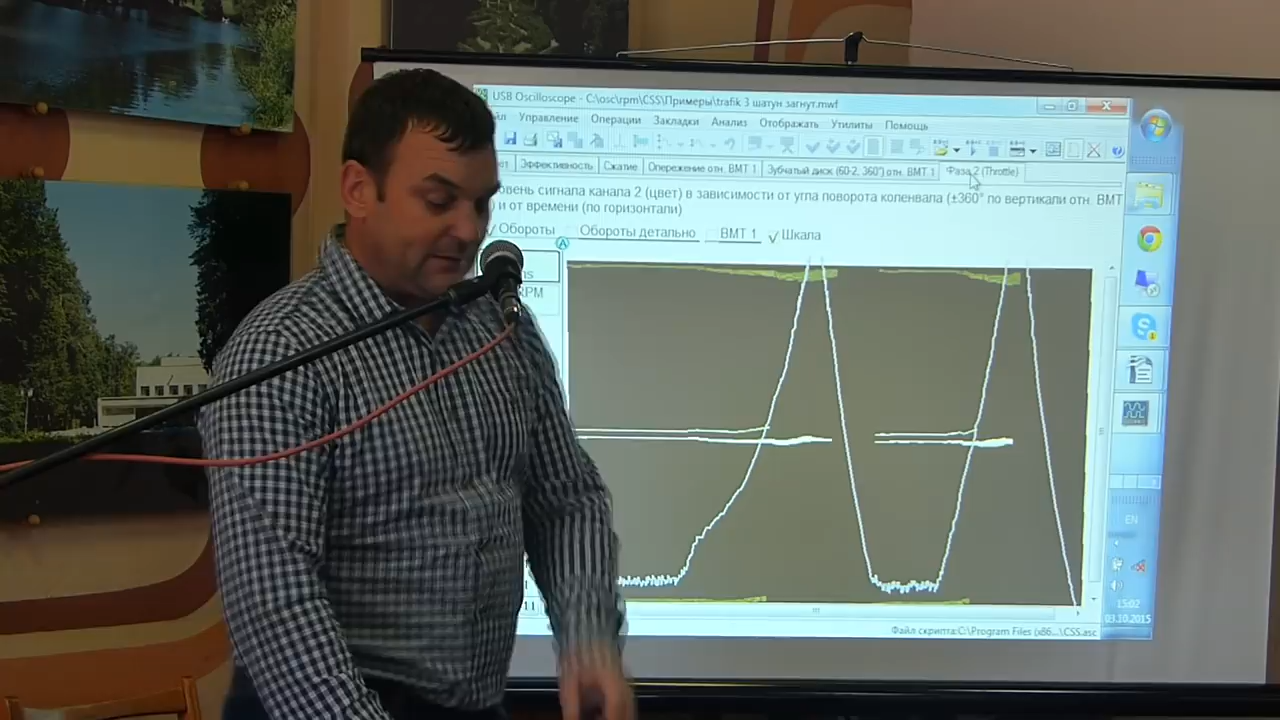 USB Oscilloscope - C:\osc\rpm\CSS\Примеры\trafik 3 шатун загнут.mwf
йл Управление Операции Закладки Анализ Отображать Утилиты Помощь
Эффективность Сжатие Опережение отн. ВМТ 1 Зубчатый диск (60-2, 360°) отн. ВМТ 1 Фаза 2 (Throttle)
овень сигнала канала 2 (цвет) в зависимости от угла поворота коленвала (±360° по вертикали отн. ВМТ
) и от времени (по горизонтали)
Обороты Обороты детально ВМТ 1 Шкала
A
ns
RPM
EN
15:02
03.10.2015
Файл скрипта:C:\Program Files (x86...\CSS.asc